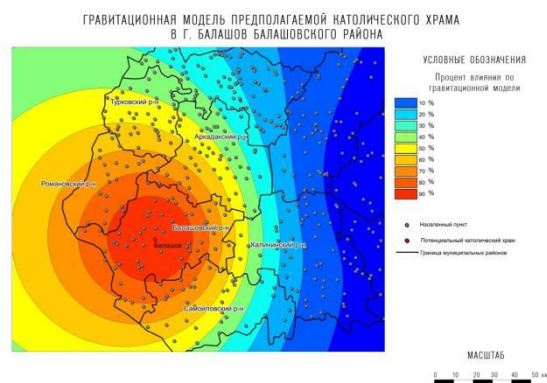 ГРАВИТАЦИОННАЯ МОДЕЛЬ ПРЕДПОЛАГАЕМОЙ КАТОЛИЧЕСКОГО ХРАМА
В Г. БАЛАШОВ БАЛАШОВСКОГО РАЙОНА
УСЛОВНЫЕ ОБОЗНАЧЕНИЯ
Процент влияния по
гравитационной модели
10 %
20 %
30 %
40 %
50 %
60 %
70 %
80 %
90 %
Населенный пункт
Потенциальный католический храм
Граница муниципальных районов
МАСШТАБ
0 10 20 30 40 50 км
Турковский р-н
Аркадакский р-н
Романовский р-н
Балашовский р-н
Балашов
Калининский р-н
Самойловский р-н